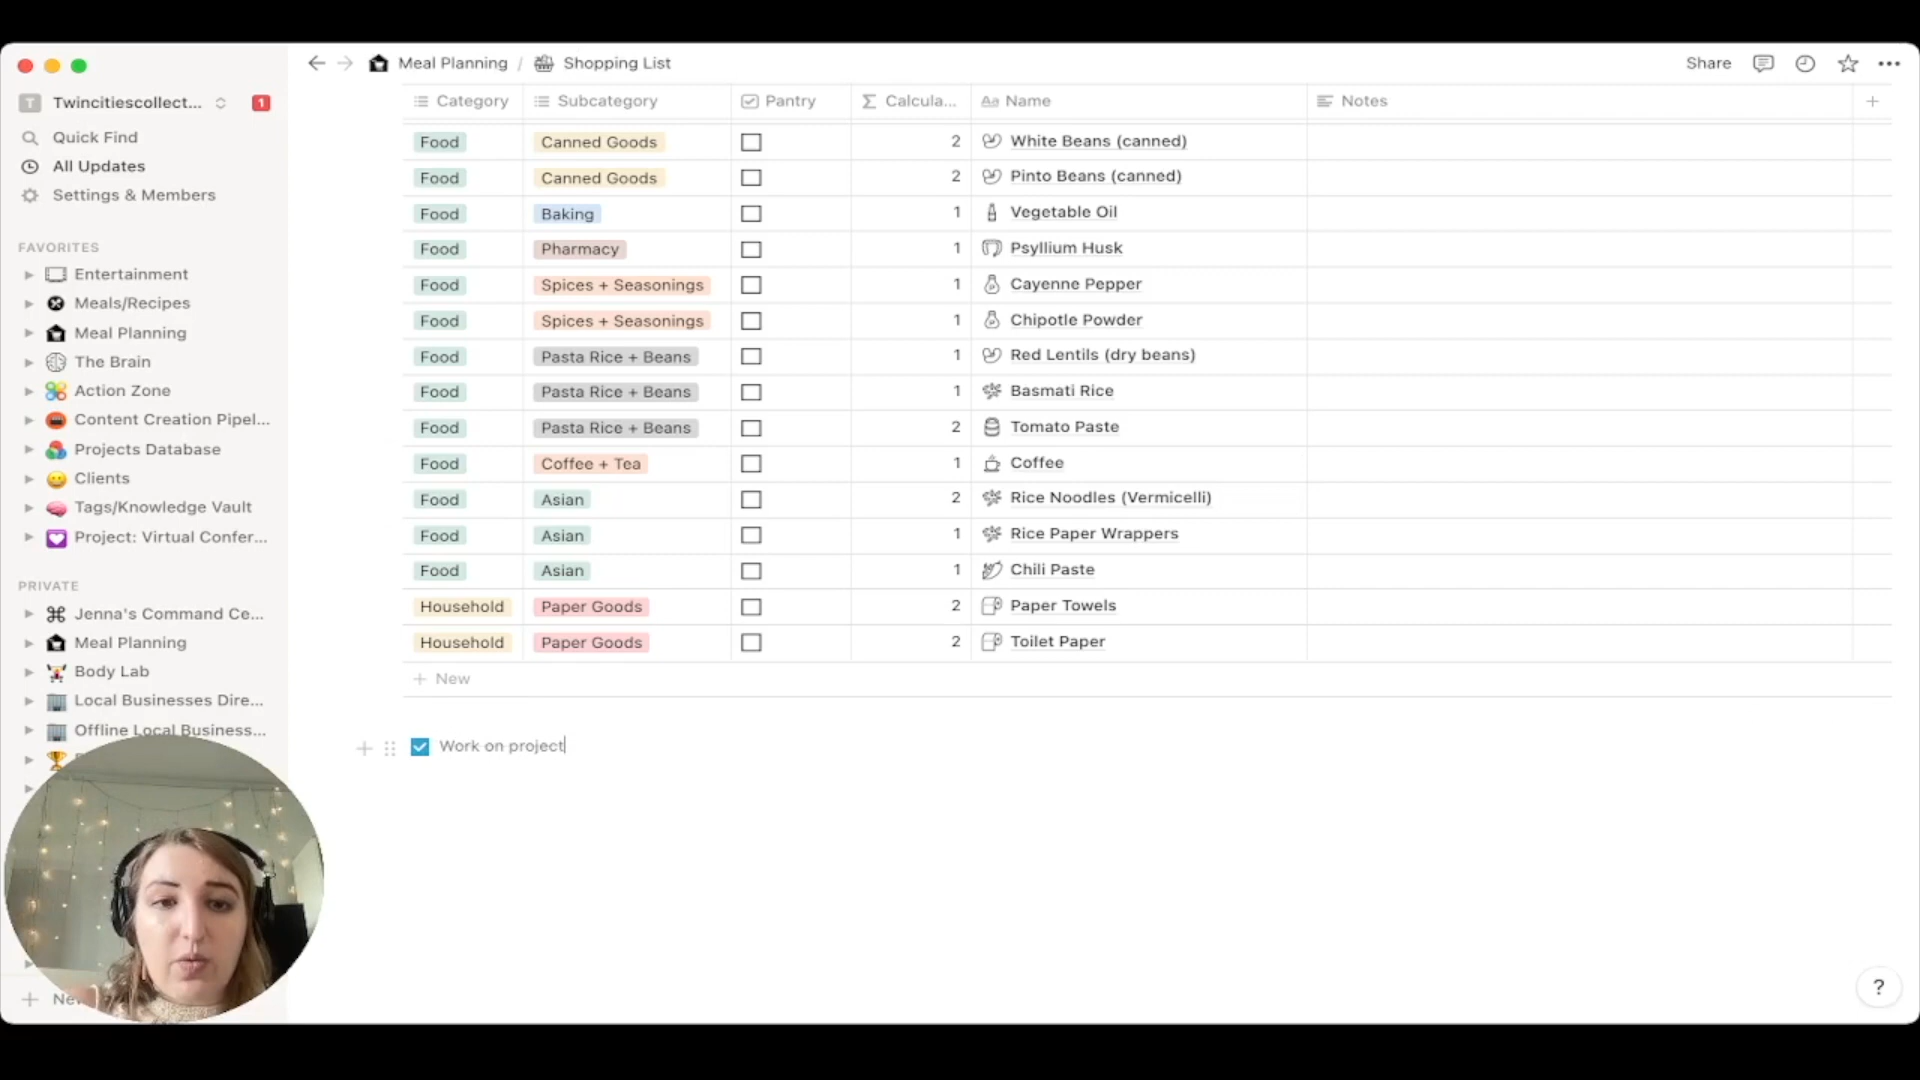 Meal Planning / Shopping List
Share
T Twincitiescollect... 1
Quick Find
All Updates
Settings & Members
FAVORITES
Entertainment
Meals/Recipes
Meal Planning
The Brain
Action Zone
Content Creation Pipel...
Projects Database
Clients
Tags/Knowledge Vault
Project: Virtual Confer...
PRIVATE
Jenna's Command Ce...
Meal Planning
Body Lab
Local Businesses Dire...
Offline Local Business...
Category Subcategory Pantry Calcula... Aa Name Notes
Food Canned Goods 2 White Beans (canned)
Food Canned Goods 2 Pinto Beans (canned)
Food Baking 1 Vegetable Oil
Food Pharmacy 1 Psyllium Husk
Food Spices + Seasonings 1 Cayenne Pepper
Food Spices + Seasonings 1 Chipotle Powder
Food Pasta Rice + Beans 1 Red Lentils (dry beans)
Food Pasta Rice + Beans 1 Basmati Rice
Food Pasta Rice + Beans 2 Tomato Paste
Food Coffee + Tea 1 Coffee
Food Asian 2 Rice Noodles (Vermicelli)
Food Asian 1 Rice Paper Wrappers
Food Asian 1 Chili Paste
Household Paper Goods 2 Paper Towels
Household Paper Goods 2 Toilet Paper
+ New
Work on project
?